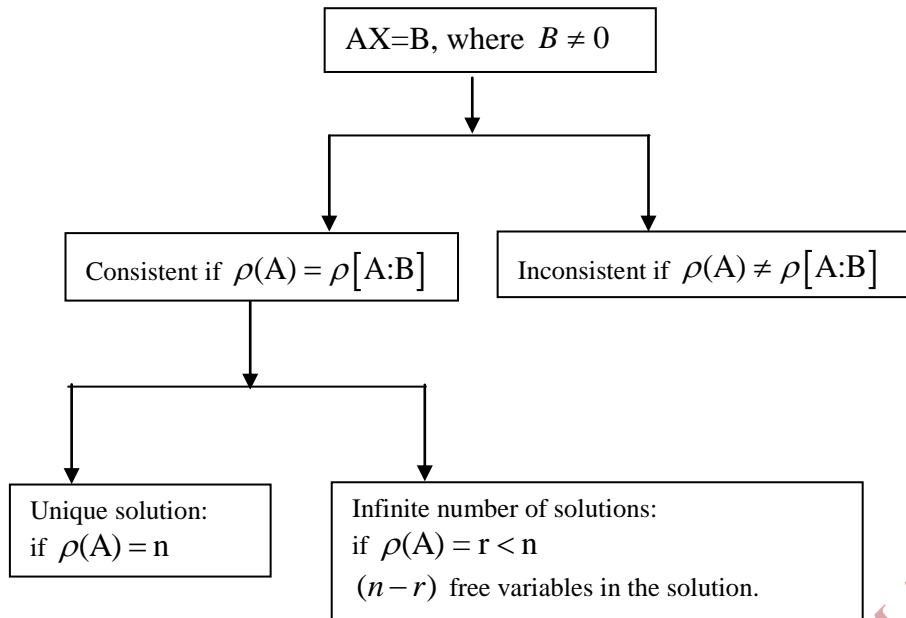 AX=B, where B ≠ 0
Consistent if ρ(A) = ρ[A:B]
Inconsistent if ρ(A) ≠ ρ[A:B]
Unique solution:
if ρ(A) = n
Infinite number of solutions:
if ρ(A) = r < n
(n − r) free variables in the solution.